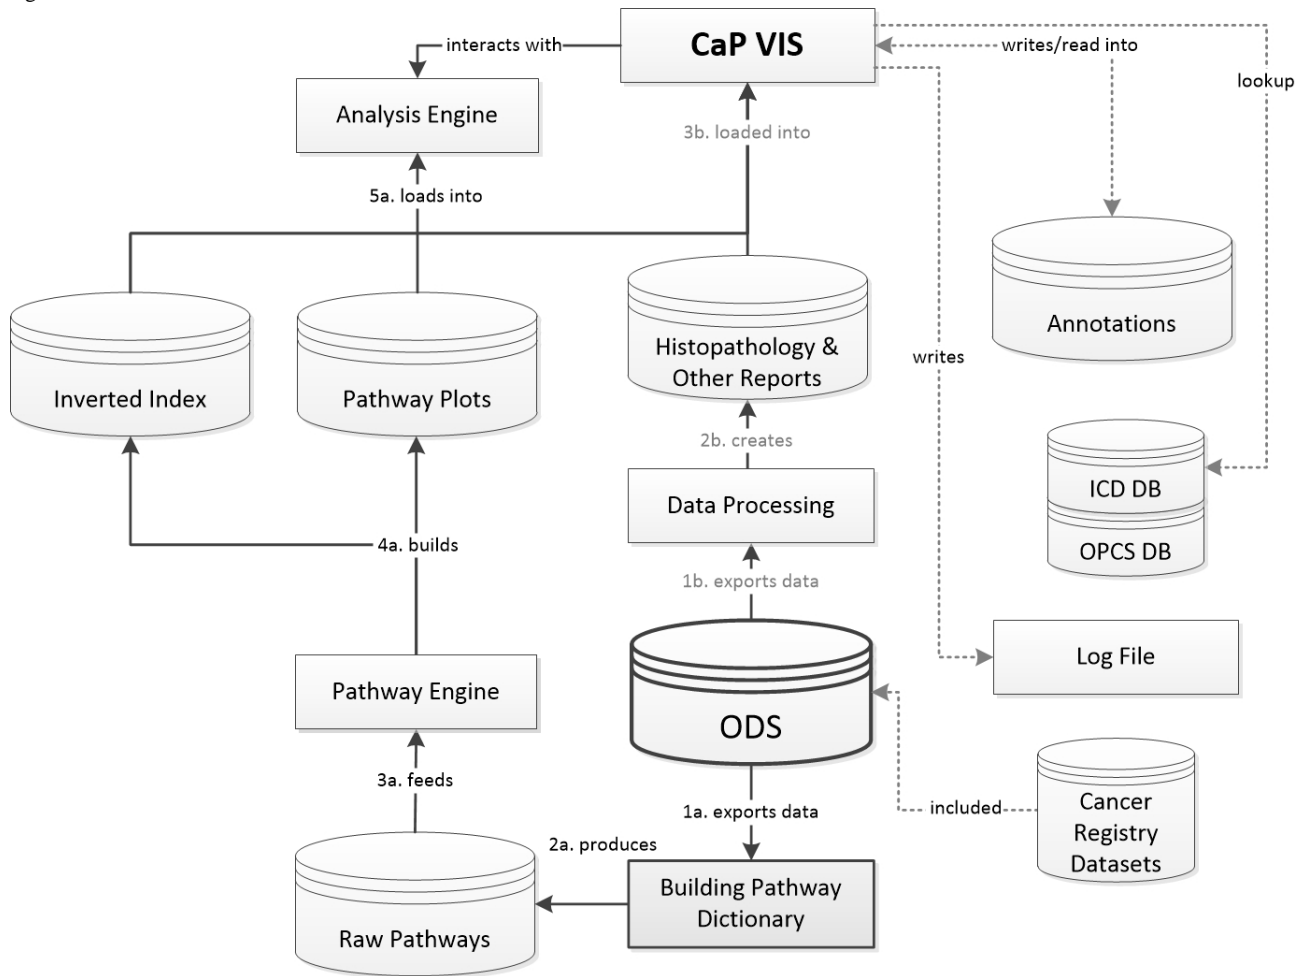 interacts with
CaP VIS
writes/read into
lookup
Analysis Engine
3b. loaded into
5a. loads into
Inverted Index
Pathway Plots
Histopathology &
Other Reports
Annotations
writes
2b. creates
ICD DB
OPCS DB
Data Processing
4a. builds
1b. exports data
Log File
Pathway Engine
ODS
3a. feeds
1a. exports data
included
Cancer
Registry
Datasets
2a. produces
Building Pathway
Dictionary
Raw Pathways